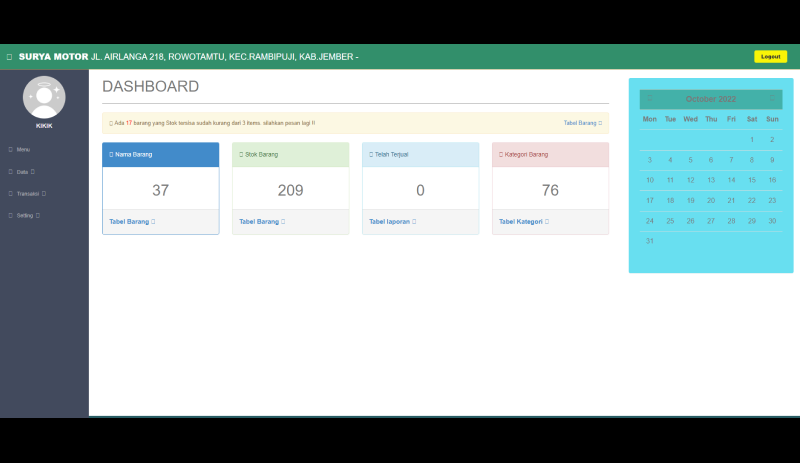 SURYA MOTOR JL. AIRLANGA 218, ROWOTAMTU, KEC.RAMBIPUJI, KAB.JEMBER -
Logout
KIKIK
Menu
Data
Transaksi
Setting
DASHBOARD
Ada 17 barang yang Stok tersisa sudah kurang dari 3 items. silahkan pesan lagi !!
Tabel Barang
Nama Barang
37
Tabel Barang
Stok Barang
209
Tabel Barang
Telah Terjual
0
Tabel laporan
Kategori Barang
76
Tabel Kategori
October 2022
Mon Tue Wed Thu Fri Sat Sun
1 2
3 4 5 6 7 8 9
10 11 12 13 14 15 16
17 18 19 20 21 22 23
24 25 26 27 28 29 30
31